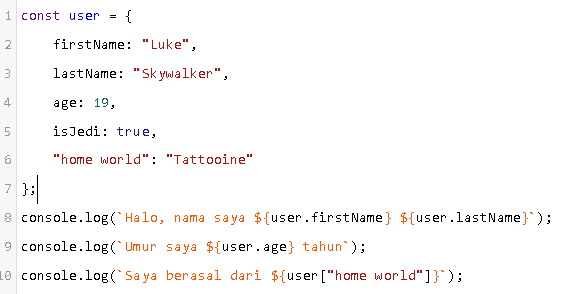 1 const user = {
2     firstName: "Luke",
3     lastName: "Skywalker",
4     age: 19,
5     isJedi: true,
6     "home world": "Tattooine"
7 };
8 console.log(`Halo, nama saya ${user.firstName} ${user.lastName}`);
9 console.log(`Umur saya ${user.age} tahun`);
10 console.log(`Saya berasal dari ${user["home world"]}`);